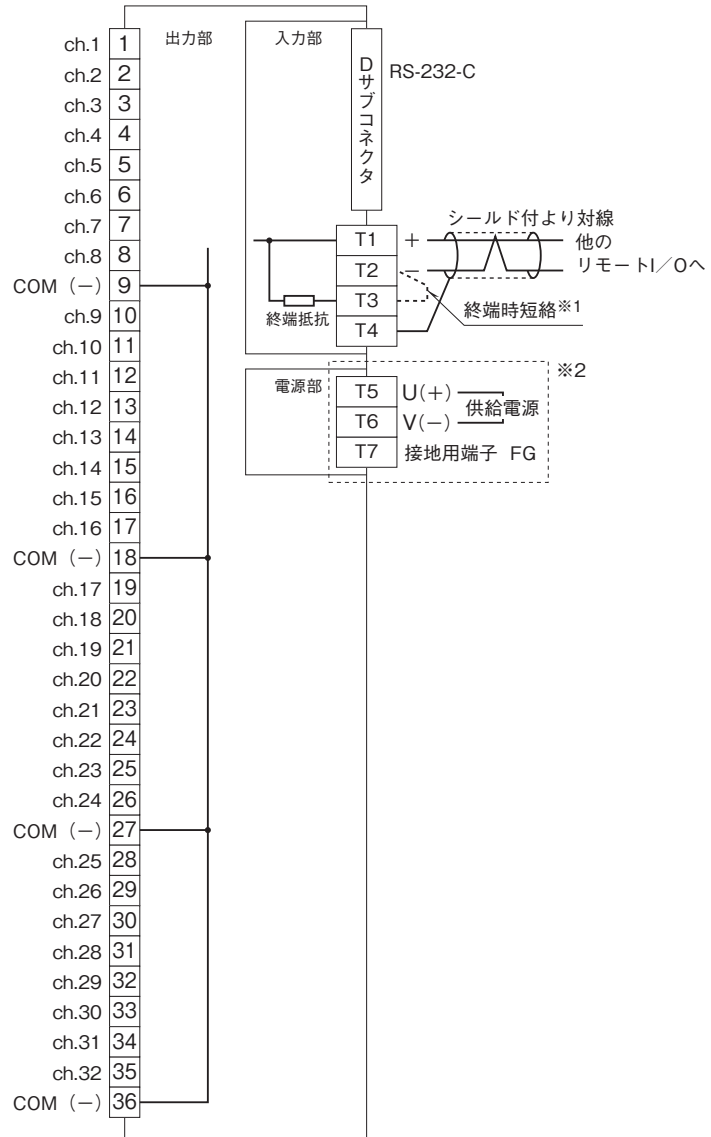 出力部
ch.1 1
ch.2 2
ch.3 3
ch.4 4
ch.5 5
ch.6 6
ch.7 7
ch.8 8
COM（－） 9
ch.9 10
ch.10 11
ch.11 12
ch.12 13
ch.13 14
ch.14 15
ch.15 16
ch.16 17
COM（－） 18
ch.17 19
ch.18 20
ch.19 21
ch.20 22
ch.21 23
ch.22 24
ch.23 25
ch.24 26
COM（－） 27
ch.25 28
ch.26 29
ch.27 30
ch.28 31
ch.29 32
ch.30 33
ch.31 34
ch.32 35
COM（－） 36
入力部
Dサブコネクタ
RS-232-C
シールド付より対線
T1 ＋
T2 －
T3
T4
他の
リモートI／Oへ
終端抵抗
終端時短絡※1
※2
電源部
T5 U(＋)
T6 V(－)
供給電源
T7 接地用端子 FG